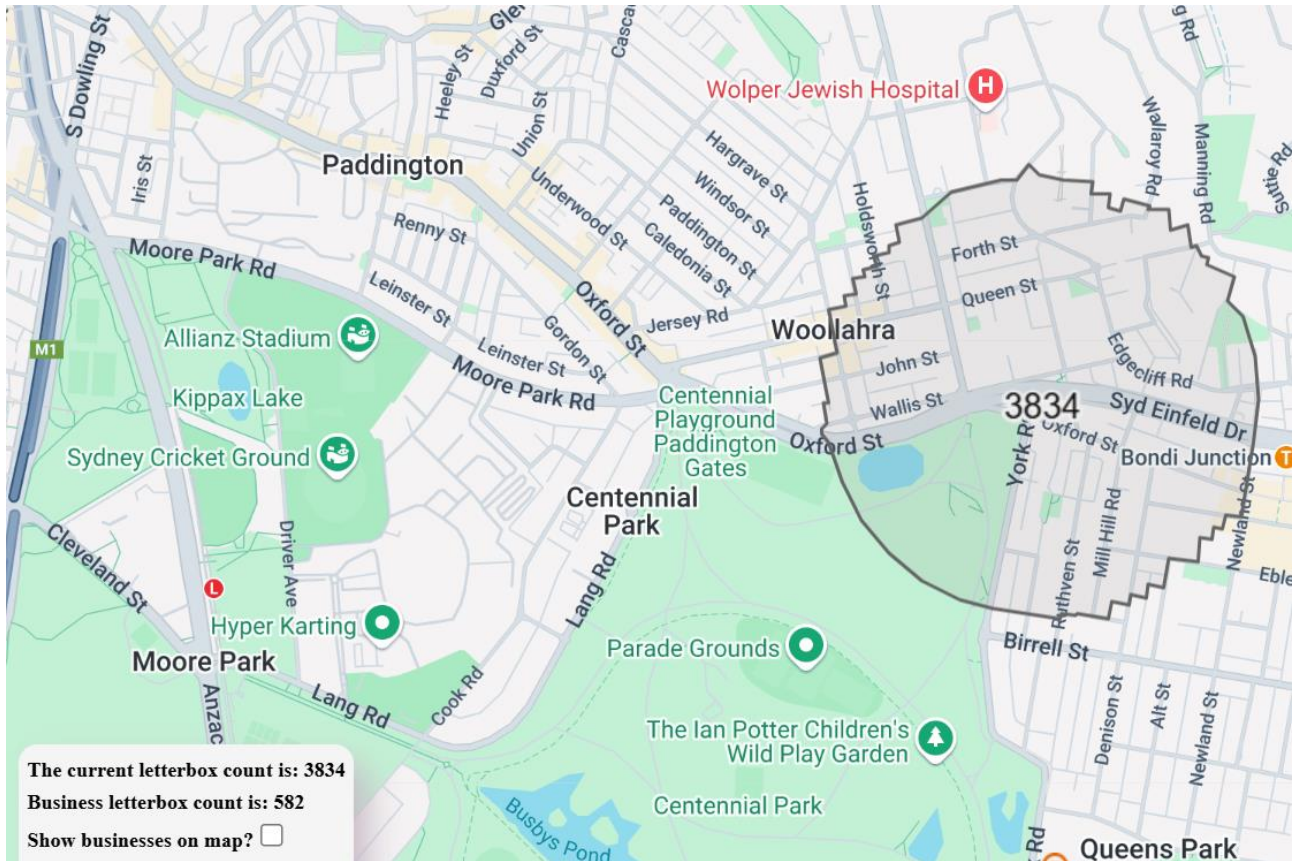 S Dowling St
Heeley St
Duxford St
Union St
Wolper Jewish Hospital
H
Wallaroy Rd
Manning Rd
Suttie Rd
Iris St
Paddington
Hargrave St
Windsor St
Paddington St
Caledonia St
Underwood St
Holdsworth St
Renny St
Forth St
Moore Park Rd
Leinster St
Queen St
Oxford St
Jersey Rd
Woollahra
M1
Allianz Stadium
Gordon St
Leinster St
John St
Edgecliff Rd
Moore Park Rd
Kippax Lake
Centennial
Playground
Paddington
Gates
Wallis St
3834
Syd Einfeld Dr
Oxford St
York R
Oxford St
Sydney Cricket Ground
Bondi Junction
T
Centennial
Park
Newland St
Mill Hill Rd
Cleveland St
Driver Ave
Ruthven St
Eble
L
Lang Rd
Hyper Karting
Birrell St
Moore Park
Parade Grounds
Anzac
Lang Rd
Cook Rd
Denison St
Alt St
Newland St
The Ian Potter Children's
Wild Play Garden
The current letterbox count is: 3834
Business letterbox count is: 582
Show businesses on map?
Busbys Pond
Centennial Park
Rd
Queens Park